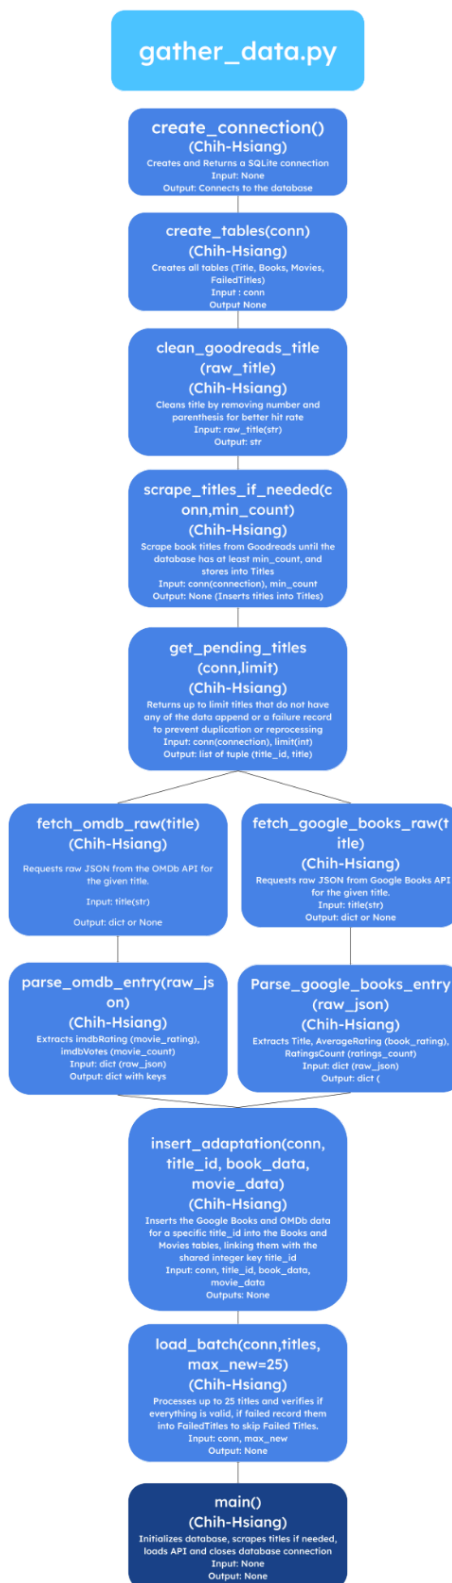 gather_data.py
create_connection()
(Chih-Hsiang)
Creates and Returns a SQLite connection
Input: None
Output: Connects to the database
create_tables(conn)
(Chih-Hsiang)
Creates all tables (Title, Books, Movies,
FailedTitles)
Input : conn
Output None
clean_goodreads_title
(raw_title)
(Chih-Hsiang)
Cleans title by removing number and
parenthesis for better hit rate
Input: raw_title(str)
Output: str
scrape_titles_if_needed(c
onn,min_count)
(Chih-Hsiang)
Scrape book titles from Goodreads until the
database has at least min_count, and
stores into Titles
Input: conn(connection), min_count
Output: None (Inserts titles into Titles)
get_pending_titles
(conn,limit)
(Chih-Hsiang)
Returns up to limit titles that do not have
any of the data append or a failure record
to prevent duplication or reprocessing
Input: conn(connection), limit(int)
Output: list of tuple (title_id, title)
fetch_omdb_raw(title)
(Chih-Hsiang)
Requests raw JSON from the OMDb API for
the given title.
Input: title(str)
Output: dict or None
fetch_google_books_raw(t
itle)
(Chih-Hsiang)
Requests raw JSON from Google Books API
for the given title.
Input: title(str)
Output: dict or None
parse_omdb_entry(raw_js
on)
(Chih-Hsiang)
Extracts imdbRating (movie_rating),
imdbVotes (movie_count)
Input: dict (raw_json)
Output: dict with keys
Parse_google_books_entry
(raw_json)
(Chih-Hsiang)
Extracts Title, AverageRating (book_rating),
RatingsCount (ratings_count)
Input: dict (raw_json)
Output: dict (
insert_adaptation(conn,
title_id, book_data,
movie_data)
(Chih-Hsiang)
Inserts the Google Books and OMDb data
for a specific title_id into the Books and
Movies tables, linking them with the
shared integer key title_id
Input: conn, title_id, book_data,
movie_data
Outputs: None
load_batch(conn,titles,
max_new=25)
(Chih-Hsiang)
Processes up to 25 titles and verifies if
everything is valid, if failed record them
into FailedTitles to skip Failed Titles.
Input: conn, max_new
Output: None
main()
(Chih-Hsiang)
Initializes database, scrapes titles if needed,
loads API and closes database connection
Input: None
Output: None